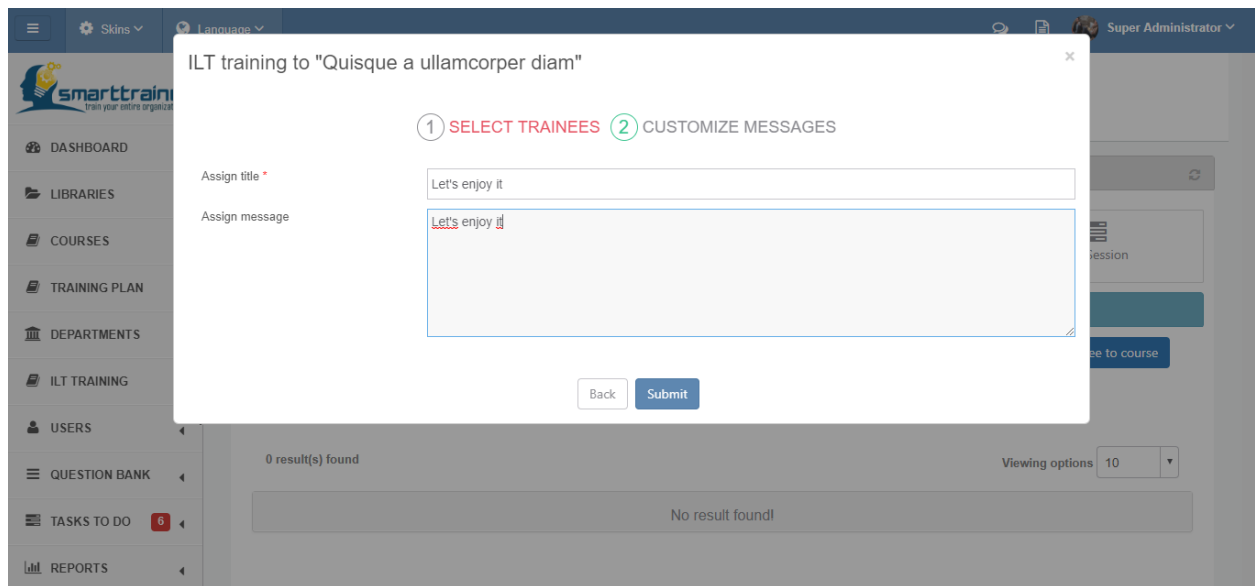 Skins
Language
Super Administrator
ILT training to "Quisque a ullamcorper diam"
×
smarttrain
train your entire organizat
1 SELECT TRAINEES 2 CUSTOMIZE MESSAGES
Assign title *
Let's enjoy it
Assign message
Let's enjoy it
Back
Submit
DASHBOARD
LIBRARIES
COURSES
TRAINING PLAN
DEPARTMENTS
ILT TRAINING
USERS
QUESTION BANK
TASKS TO DO 6
REPORTS
ession
ee to course
0 result(s) found
Viewing options 10
No result found!